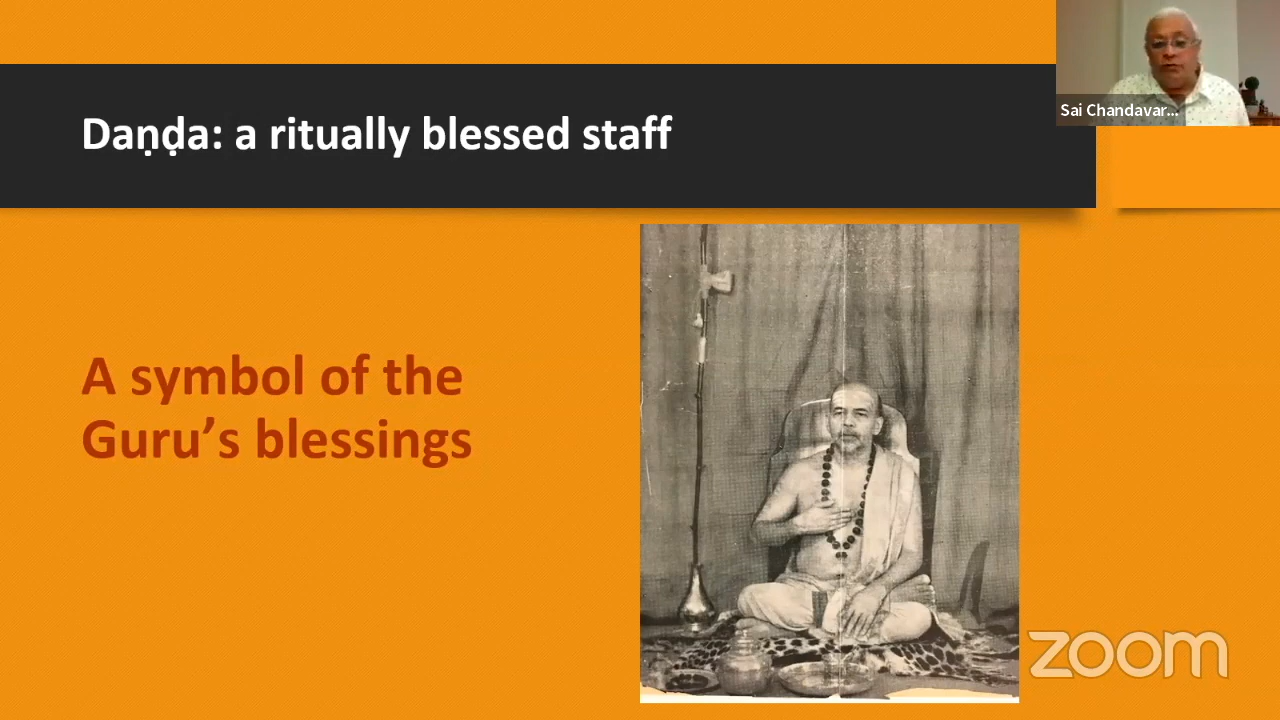 Daṇḍa: a ritually blessed staff
Sai Chandavar...
A symbol of the
Guru’s blessings
zoom